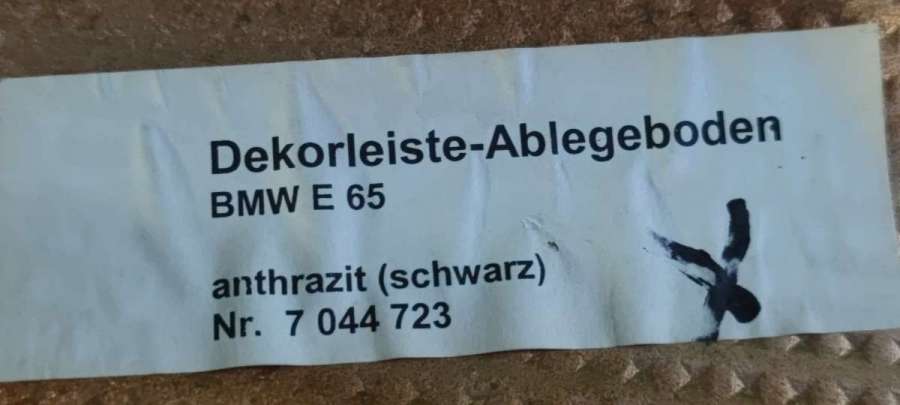 Dekorleiste-Ablegeboden
BMW E 65
anthrazit (schwarz)
Nr. 7 044 723